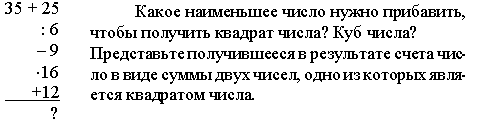 35 + 25
: 6
– 9
·16
+12
?
Какое наименьшее число нужно прибавить,
чтобы получить квадрат числа? Куб числа?
Представьте получившееся в результате счета чис-
ло в виде суммы двух чисел, одно из которых явля-
ется квадратом числа.